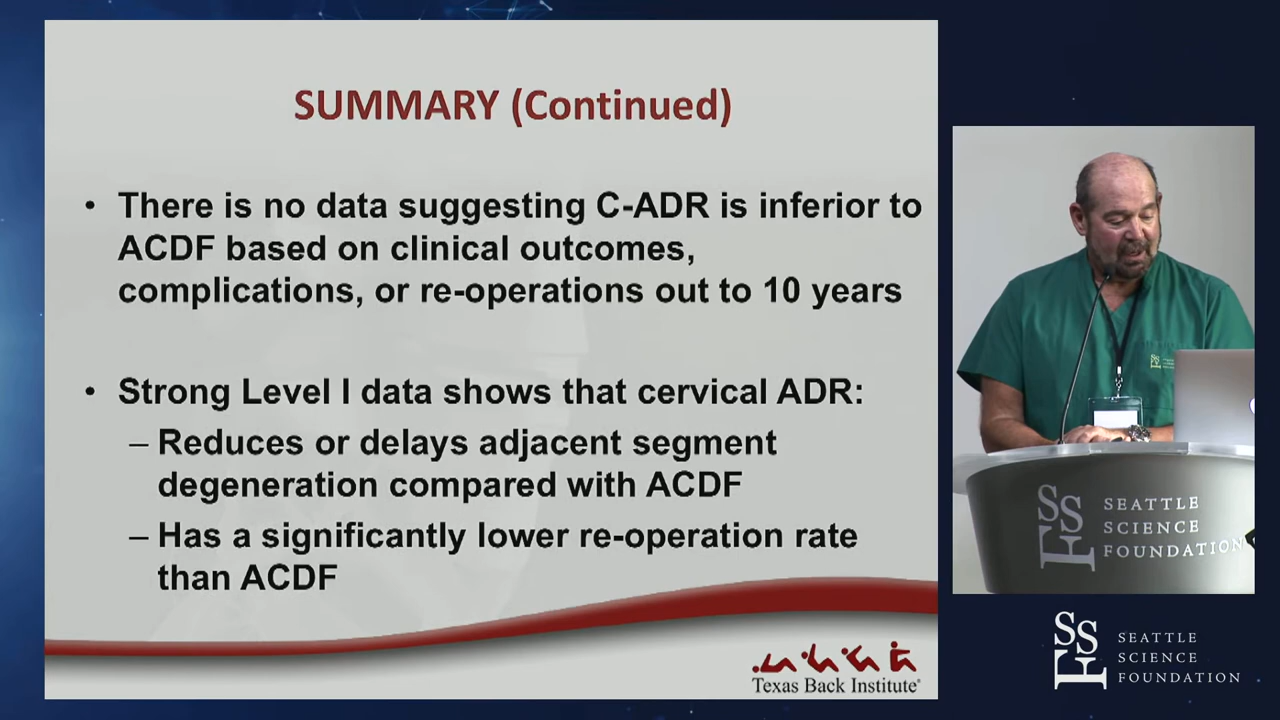 SUMMARY (Continued)
• There is no data suggesting C-ADR is inferior to
ACDF based on clinical outcomes,
complications, or re-operations out to 10 years
• Strong Level I data shows that cervical ADR:
– Reduces or delays adjacent segment
degeneration compared with ACDF
– Has a significantly lower re-operation rate
than ACDF
Texas Back Institute
SSF
SEATTLE
SCIENCE
FOUNDATION
SSF
SEATTLE
SCIENCE
FOUNDATION